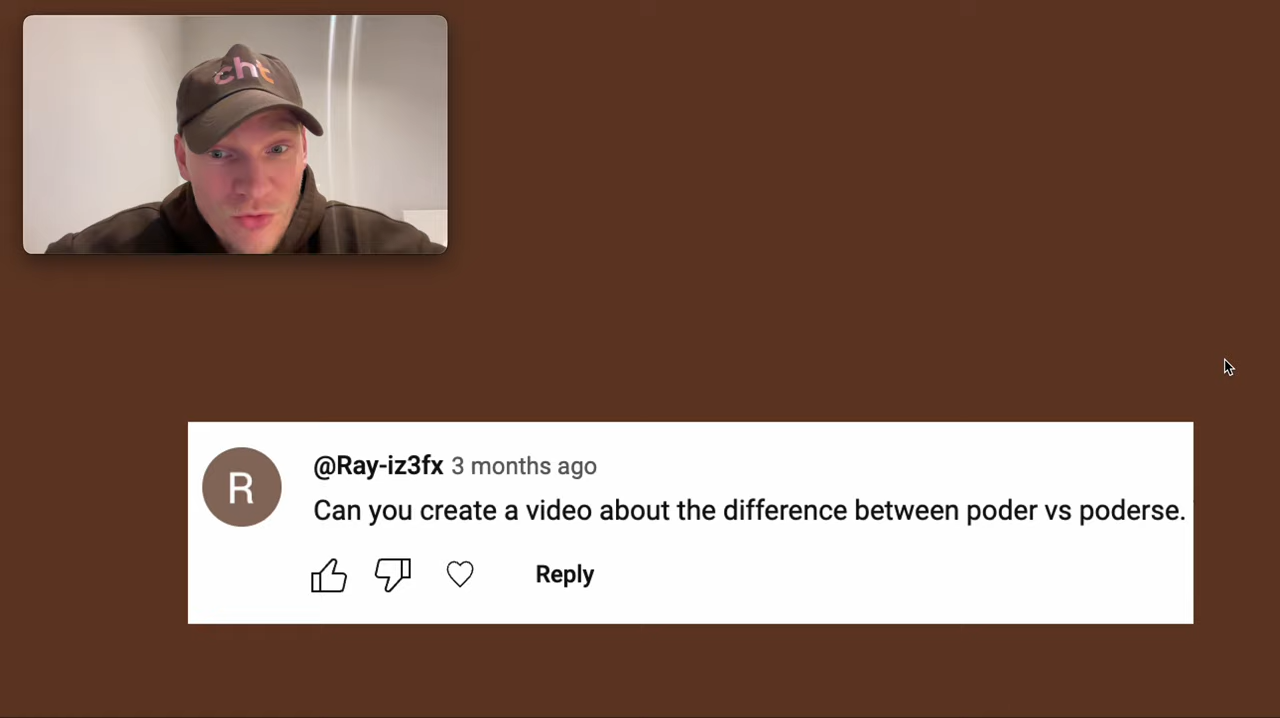 cht
R
@Ray-iz3fx 3 months ago
Can you create a video about the difference between poder vs poderse.
Reply